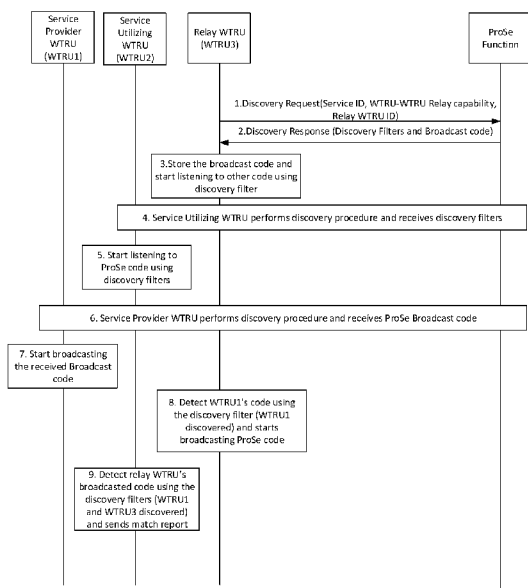 Service
Provider
WTRU
(WTRU1)
Service
Utilizing
WTRU
(WTRU2)
Relay WTRU
(WTRU3)
ProSe
Function
1.Discovery Request(Service ID, WTRU-WTRU Relay capability,
Relay WTRU ID)
2.Discovery Response (Discovery Filters and Broadcast code)
3.Store the broadcast code and
start listening to other code using
discovery filter
4. Service Utilizing WTRU performs discovery procedure and receives discovery filters
5. Start listening to
ProSe code using
discovery filters
6. Service Provider WTRU performs discovery procedure and receives ProSe Broadcast code
7. Start broadcasting
the received Broadcast
code
8. Detect WTRU1's code using
the discovery filter (WTRU1
discovered) and starts
broadcasting ProSe code
9. Detect relay WTRU's
broadcasted code using the
discovery filters (WTRU1
and WTRU3 discovered)
and sends match report